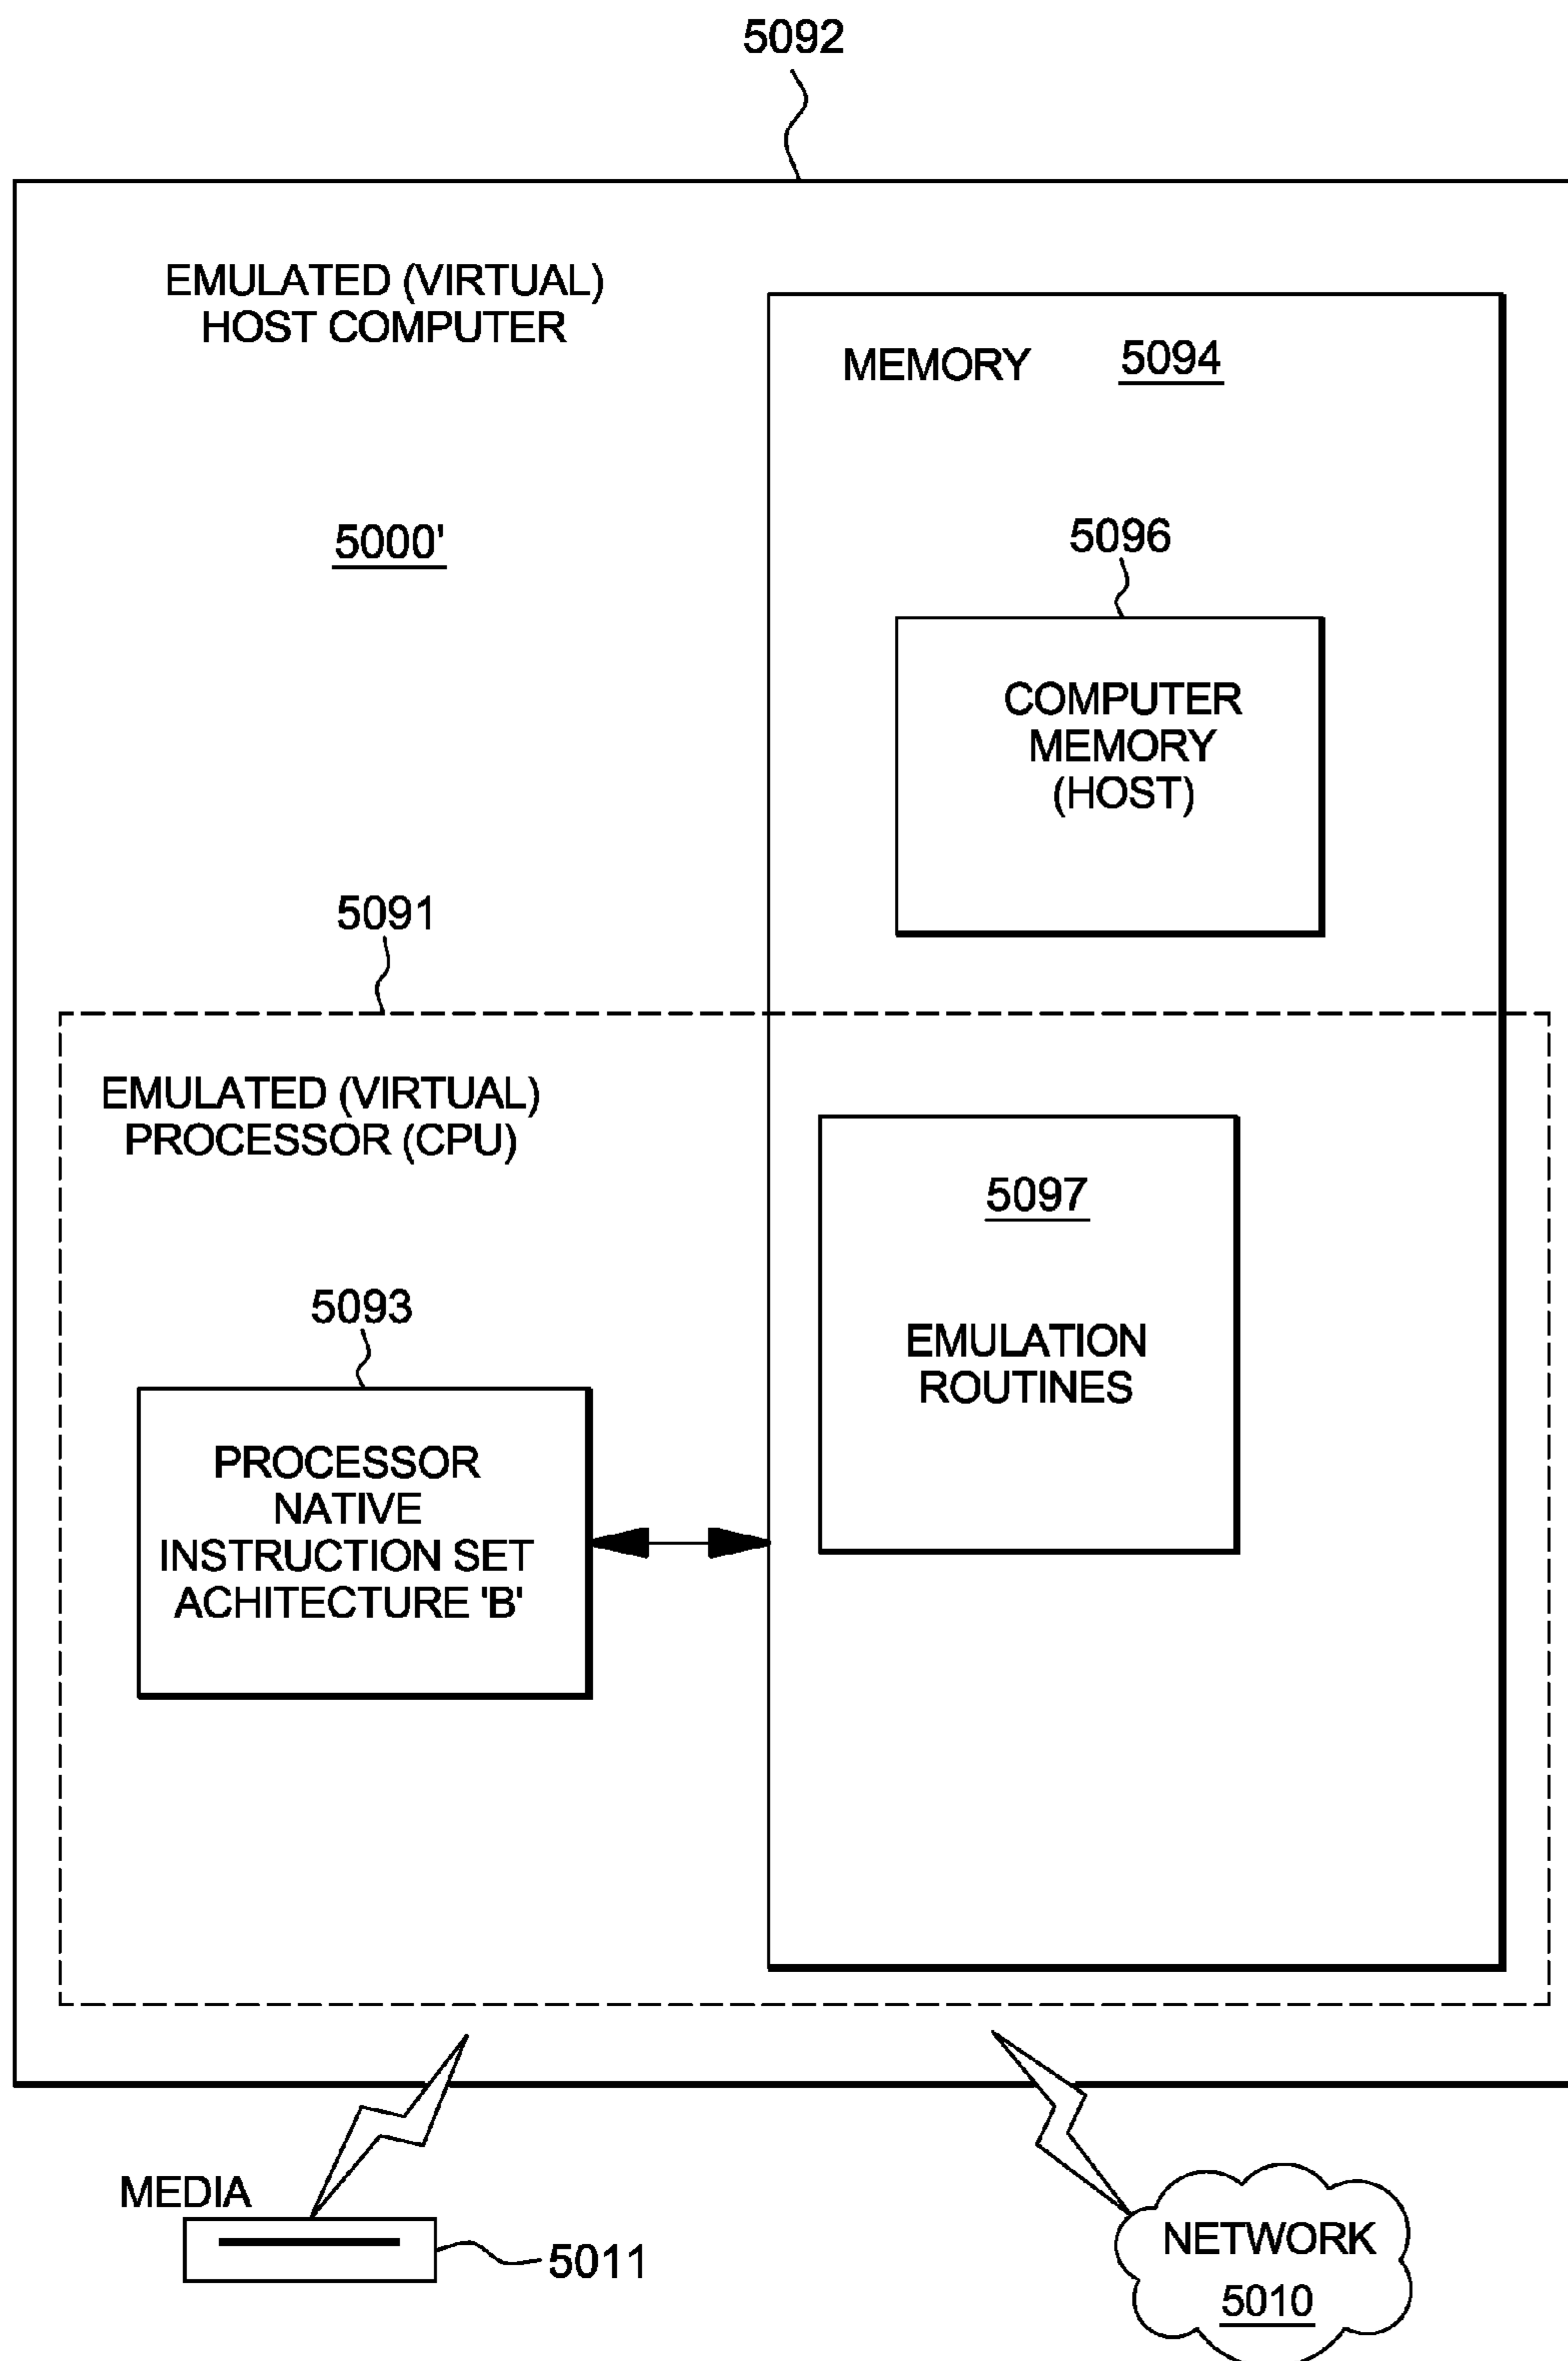 5092
EMULATED (VIRTUAL)
HOST COMPUTER
5000'
MEMORY 5094
5096
COMPUTER
MEMORY
(HOST)
5091
EMULATED (VIRTUAL)
PROCESSOR (CPU)
5097
EMULATION
ROUTINES
5093
PROCESSOR
NATIVE
INSTRUCTION SET
ACHITECTURE 'B'
MEDIA
5011
NETWORK
5010